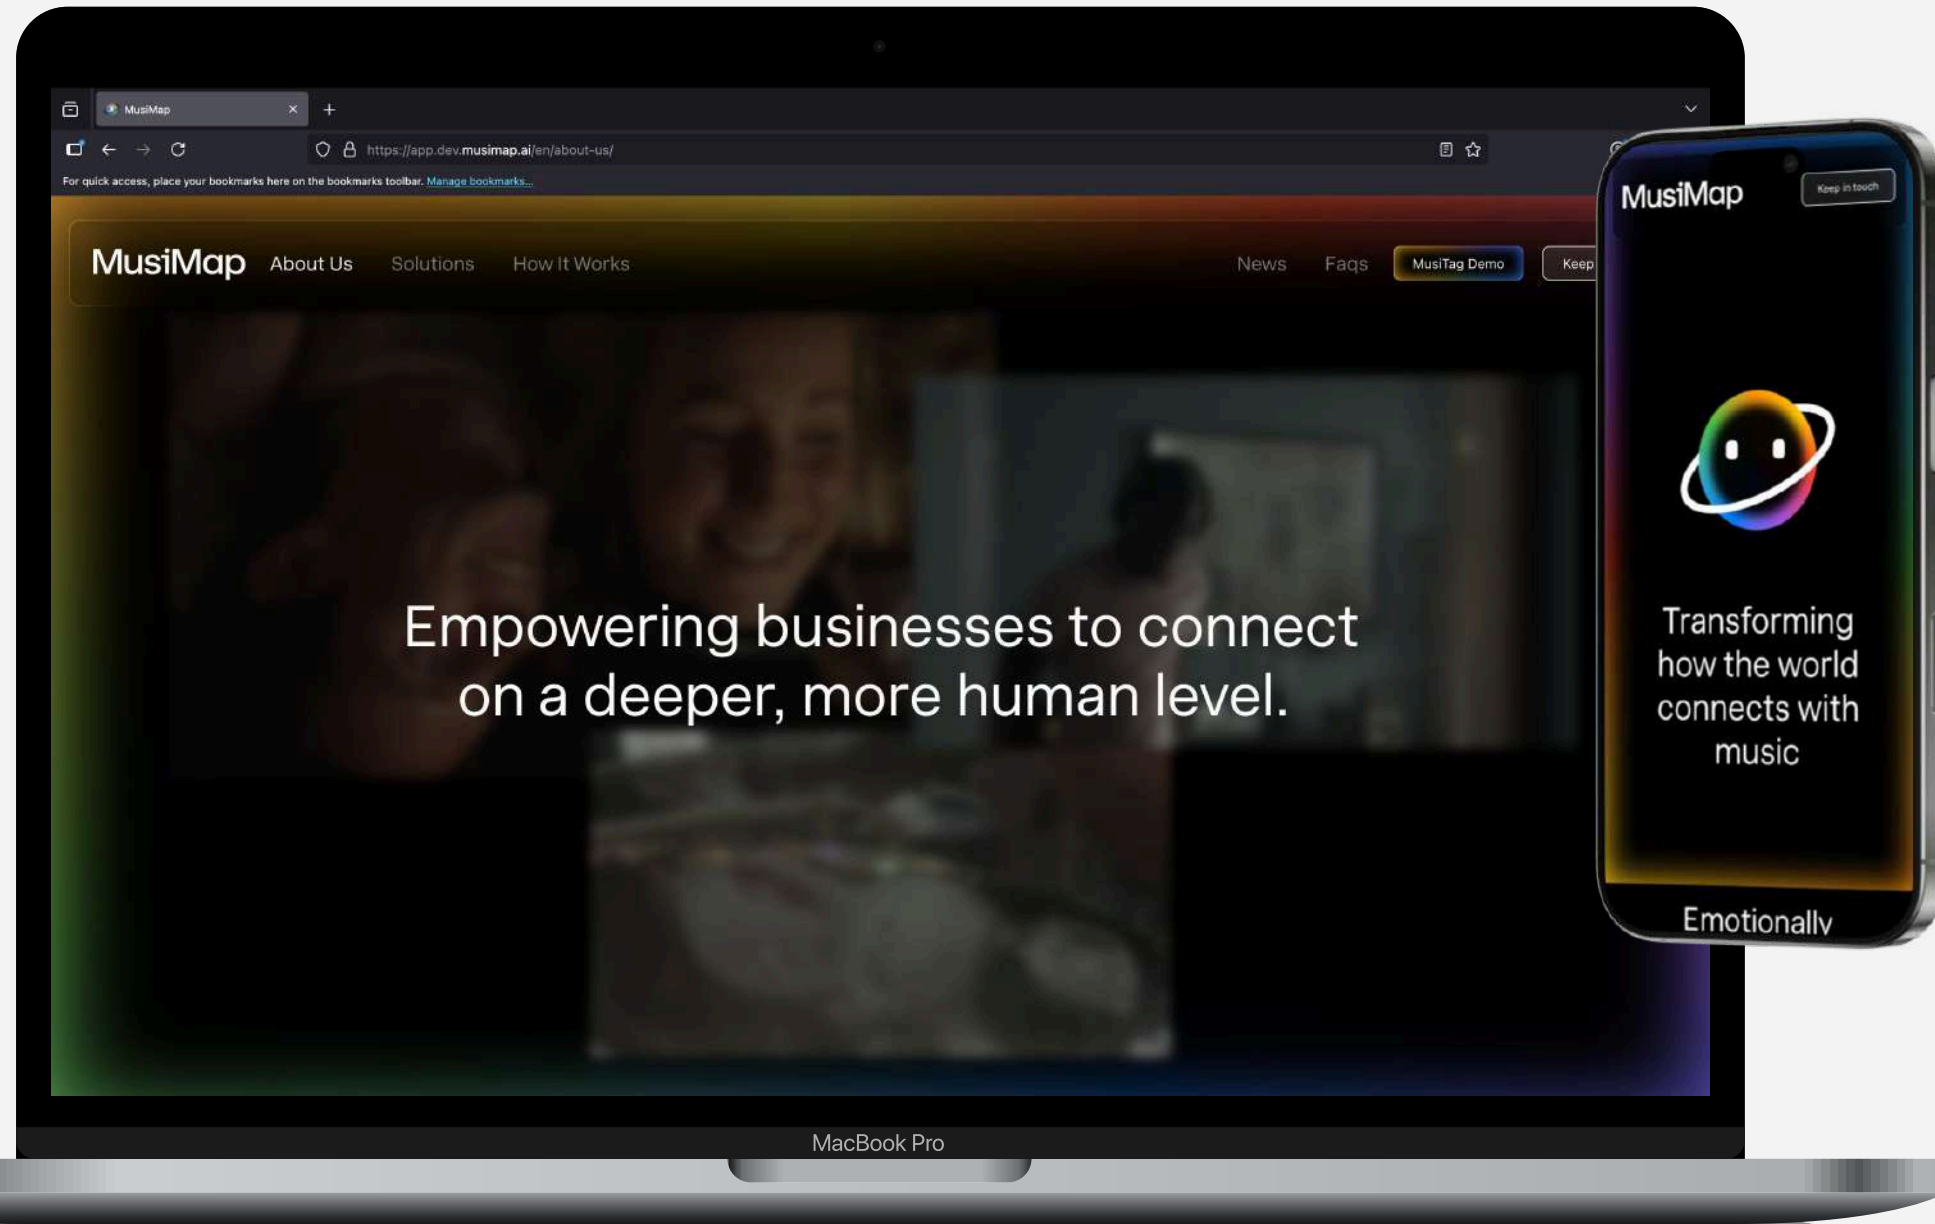 MusiMap
https://app.dev.musimap.ai/en/about-us/
For quick access, place your bookmarks here on the bookmarks toolbar. Manage bookmarks...
MusiMap About Us Solutions How It Works News Faqs MusiTag Demo Keep
Empowering businesses to connect
on a deeper, more human level.
MacBook Pro
MusiMap Keep in touch
Transforming
how the world
connects with
music
Emotionally